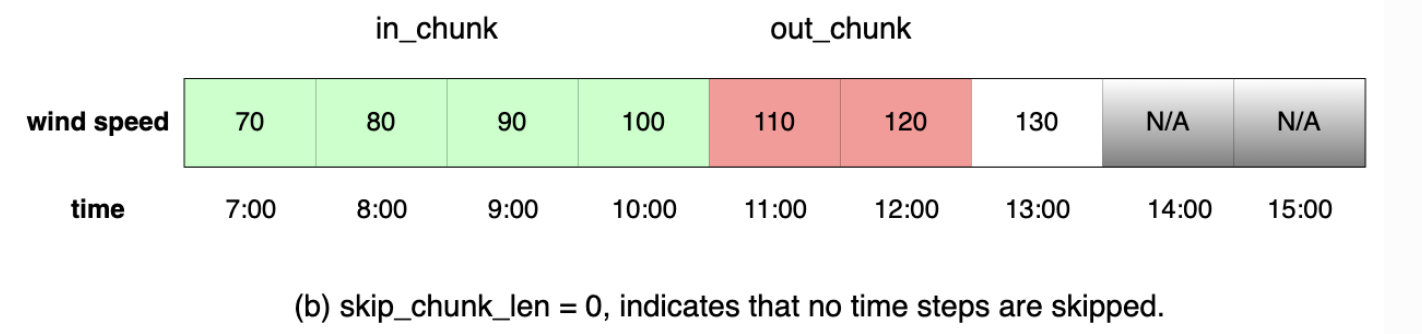 in_chunk out_chunk
wind speed 70 80 90 100 110 120 130 N/A N/A
time 7:00 8:00 9:00 10:00 11:00 12:00 13:00 14:00 15:00
(b) skip_chunk_len = 0, indicates that no time steps are skipped.